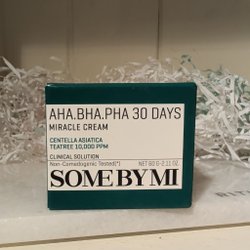 AHA.BHA.PHA 30 DAYS
MIRACLE CREAM
CENTELLA ASIATICA
TEATREE 10,000 PPM
CLINICAL SOLUTION
Non-Comedogenic Tested(*)
NET 60 G-2.11 OZ.
SOME BY MI